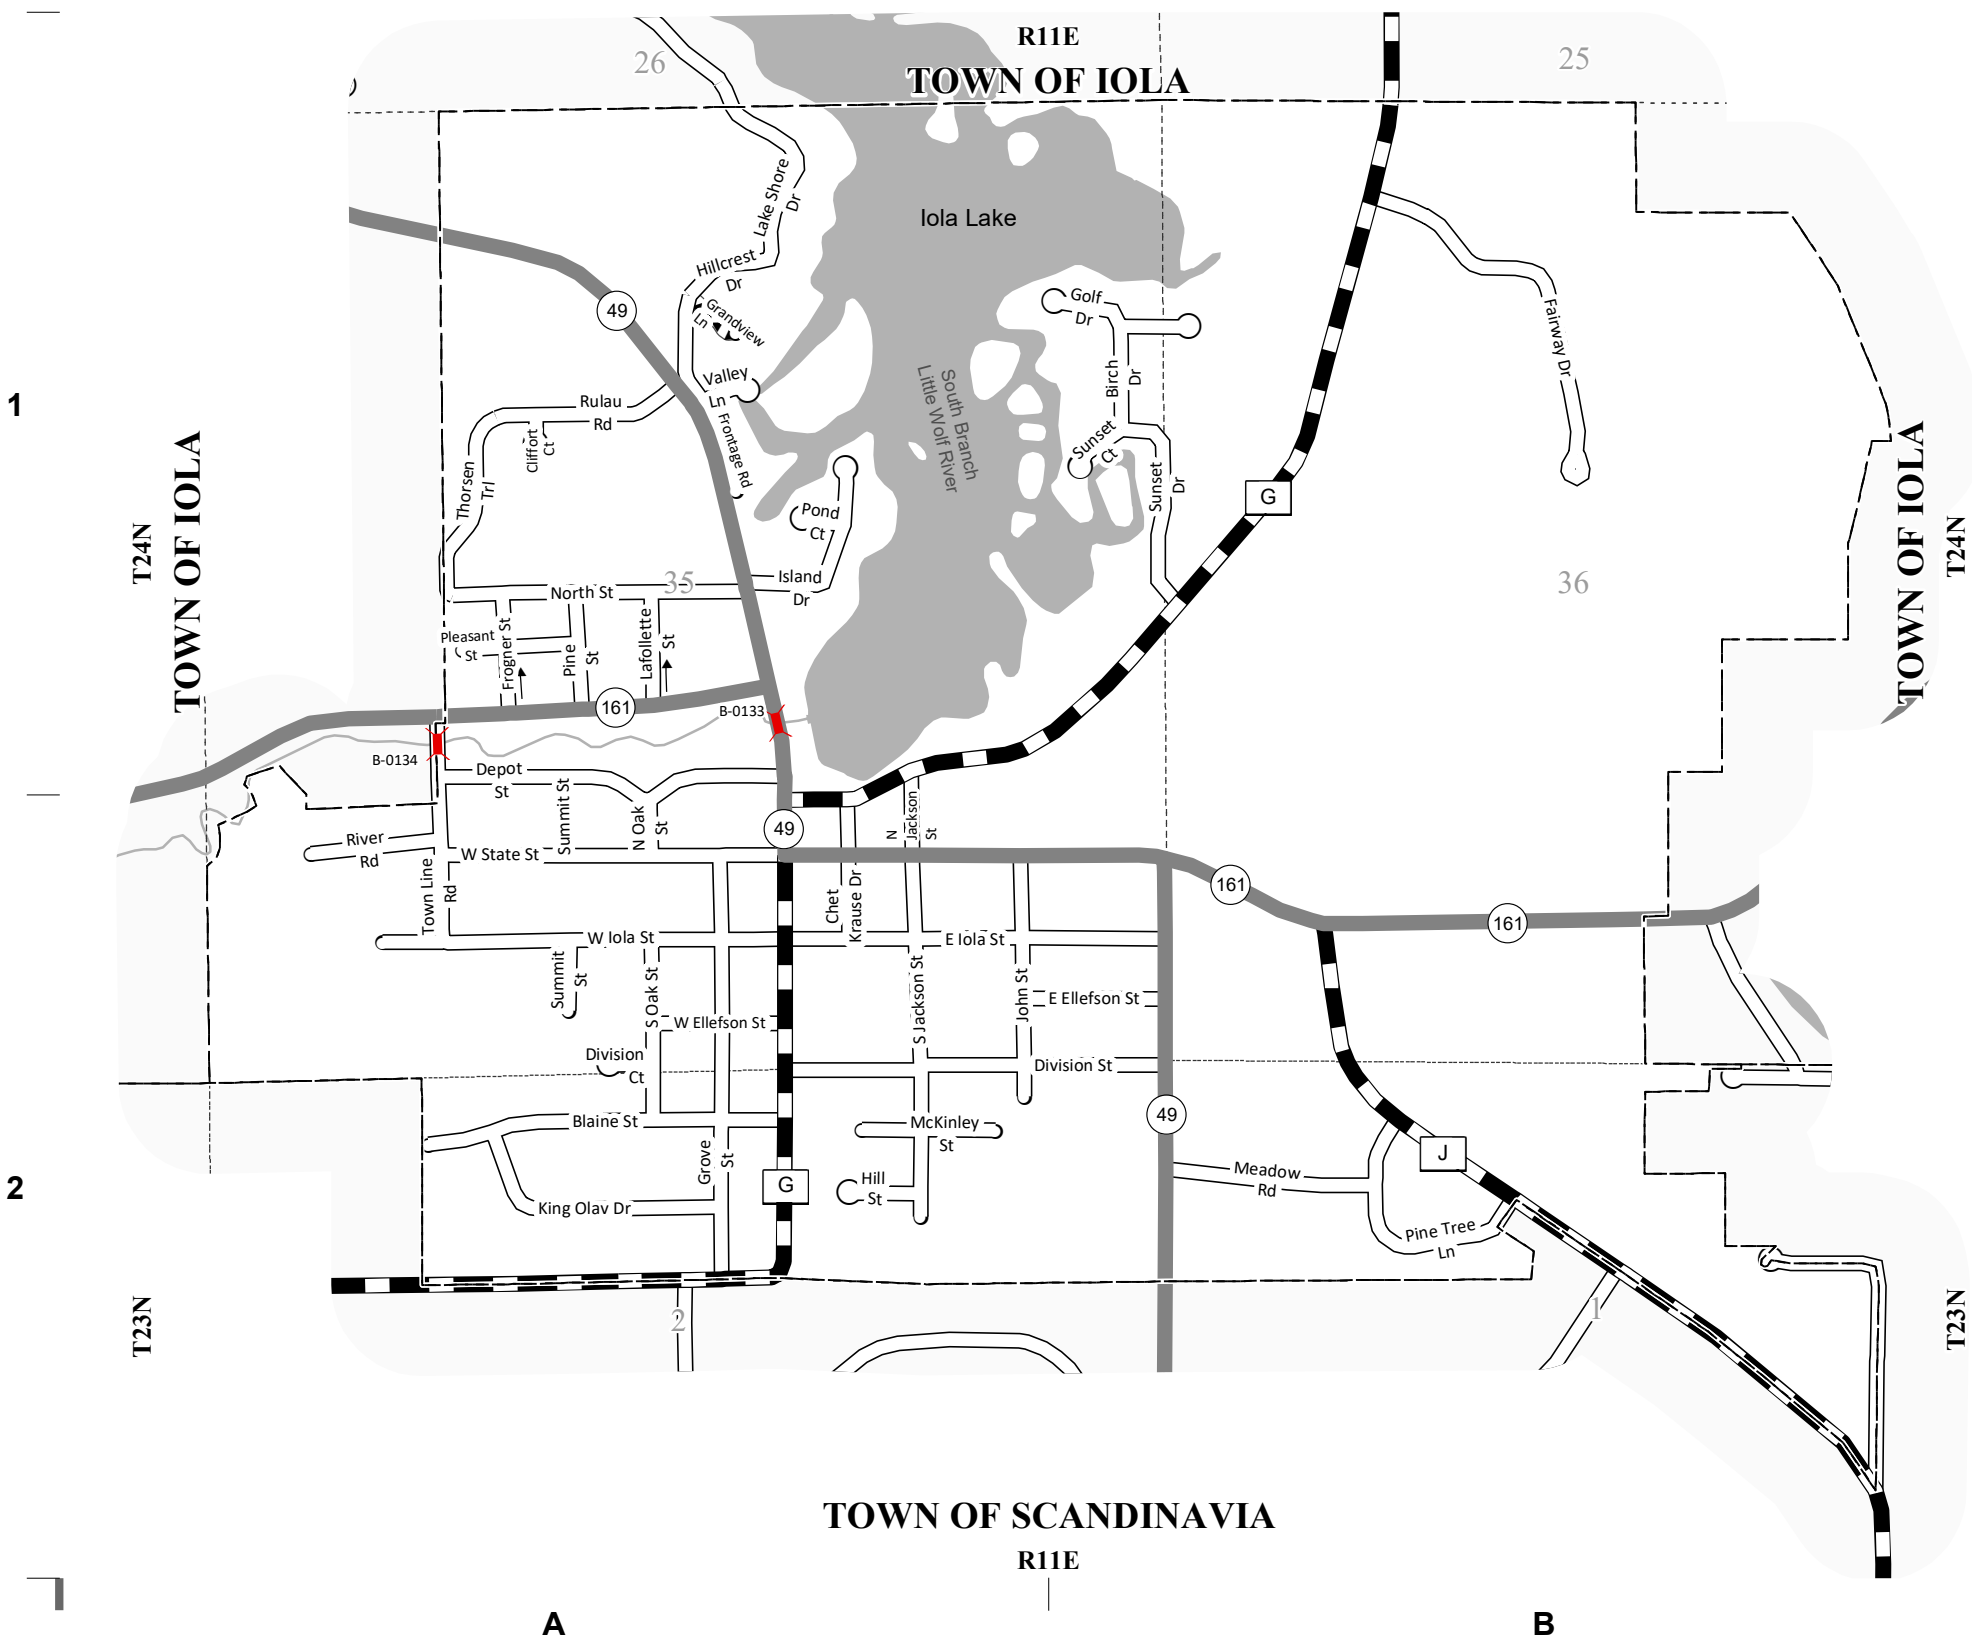 R11E
26
25
TOWN OF IOLA
Lake Shore
Dr
Iola Lake
Hillcrest
Dr
49
Golf
Dr
Grandview
Ln
Fairway Dr
Valley
Ln
Birch
Dr
South Branch
Little Wolf River
1
Rulau
Rd
Frontage Rd
Cliffort
Ct
Sunset
Ct
Thorsen
Trl
Sunset
Dr
G
Pond
Ct
TOWN OF IOLA
T24N
TOWN OF IOLA
T24N
35
36
Island
Dr
North St
Pleasant
St
Frogner St
Pine
St
Lafollette
St
161
B-0133
B-0134
Depot
St
Summit St
N Oak
St
N
Jackson
St
49
River
Rd
W State St
Town Line
Rd
Chet
Krause Dr
161
161
W Iola St
E Iola St
Summit
St
S Oak St
S Jackson St
John St
E Ellefson St
W Ellefson St
Division
Ct
Division St
Blaine St
McKinley
St
49
Grove
St
J
Meadow
Rd
2
G
Hill
St
King Olav Dr
Pine Tree
Ln
T23N
2
1
T23N
TOWN OF SCANDINAVIA
R11E
A
B